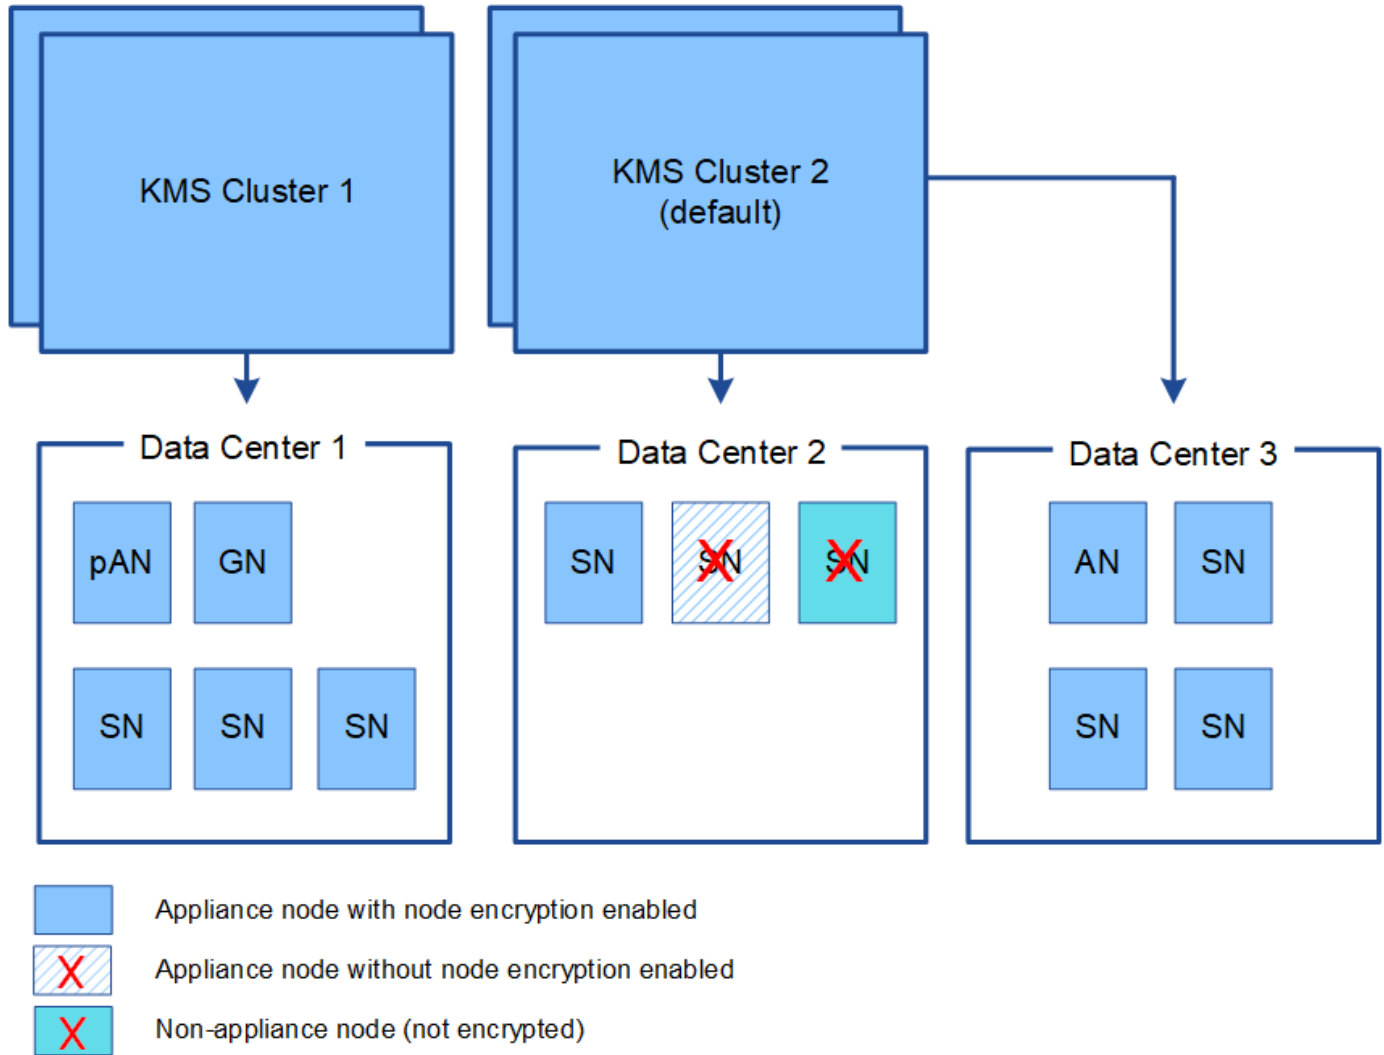 KMS Cluster 1
KMS Cluster 2
(default)
Data Center 1
pAN
GN
SN
SN
SN
Data Center 2
SN
SN
SN
Data Center 3
AN
SN
SN
SN
Appliance node with node encryption enabled
X
Appliance node without node encryption enabled
X
Non-appliance node (not encrypted)